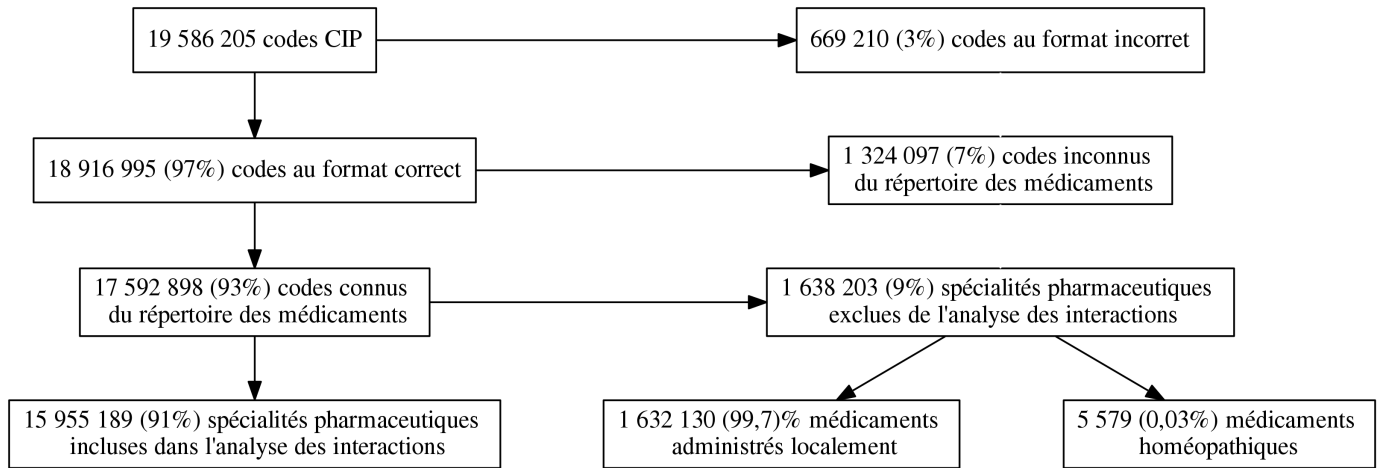 19 586 205 codes CIP
669 210 (3%) codes au format incorret
18 916 995 (97%) codes au format correct
1 324 097 (7%) codes inconnus
du répertoire des médicaments
17 592 898 (93%) codes connus
du répertoire des médicaments
1 638 203 (9%) spécialités pharmaceutiques
exclues de l'analyse des interactions
15 955 189 (91%) spécialités pharmaceutiques
incluses dans l'analyse des interactions
1 632 130 (99,7)% médicaments
administrés localement
5 579 (0,03%) médicaments
homéopathiques